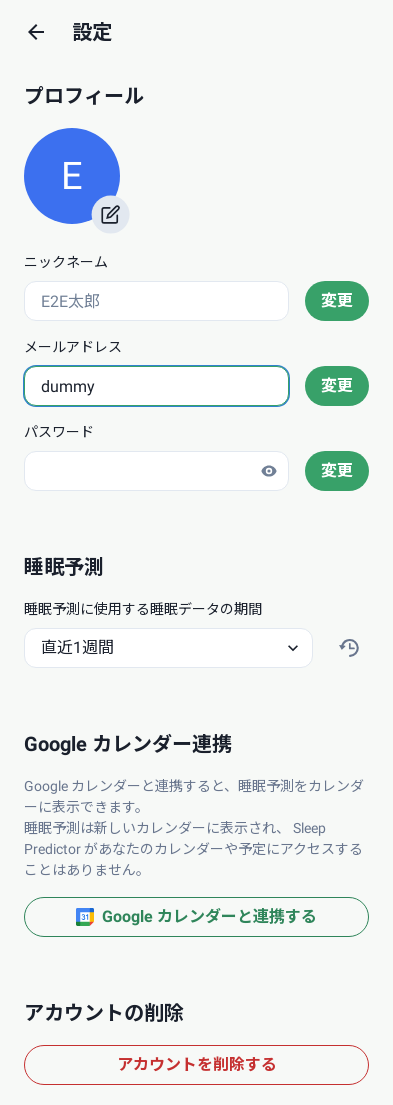 設定
プロフィール
E
ニックネーム
E2E太郎
変更
メールアドレス
dummy
変更
パスワード
変更
睡眠予測
睡眠予測に使用する睡眠データの期間
直近1週間
Google カレンダー連携
Google カレンダーと連携すると、睡眠予測をカレンダ
ーに表示できます。
睡眠予測は新しいカレンダーに表示され、 Sleep
Predictor があなたのカレンダーや予定にアクセスする
ことはありません。
31 Google カレンダーと連携する
アカウントの削除
アカウントを削除する